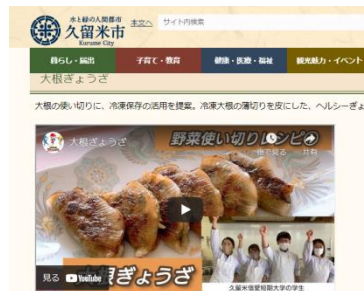 水と緑の人間都市
久留米市
Kurume City
本文へ
サイト内検索
暮らし・届出
子育て・教育
健康・医療・福祉
観光魅力・イベント
大根ぎょうざ
大根の使い切りに、冷凍保存の活用を提案。冷凍大根の薄切りを皮にした、ヘルシーぎょ
大根ぎょうざ
野菜使い切りレシピ
後で見る
共有
見る
YouTube
ぎょうざ
久留米信愛短期大学の学生